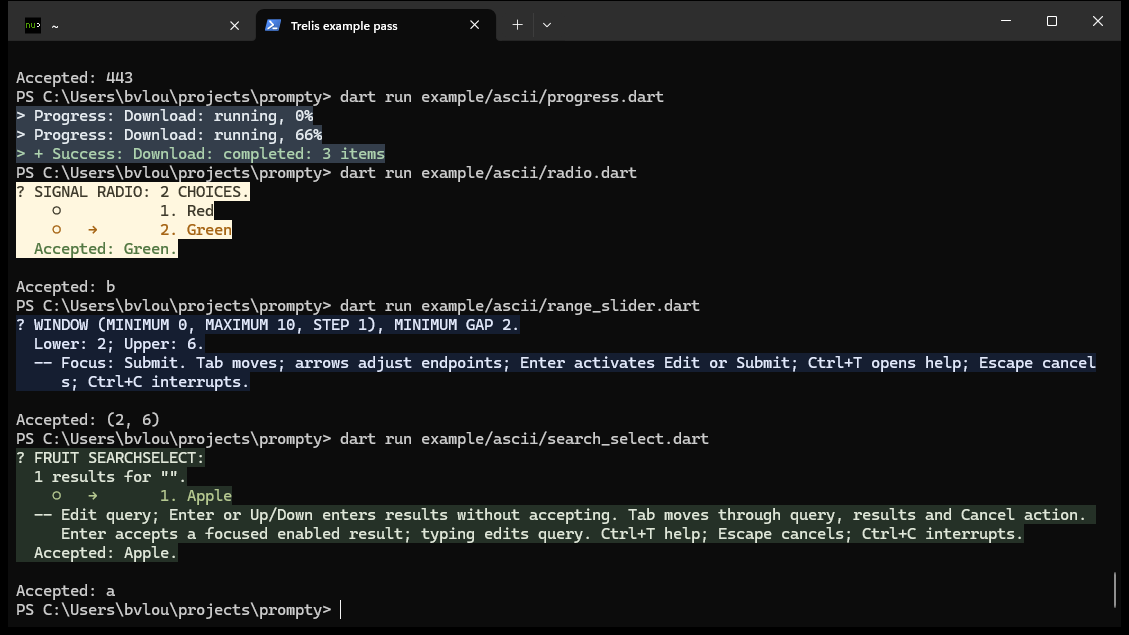 nu> ~
Trelis example pass
Accepted: 443
PS C:\Users\bvlou\projects\prompty> dart run example/ascii/progress.dart
> Progress: Download: running, 0%
> Progress: Download: running, 66%
> + Success: Download: completed: 3 items
PS C:\Users\bvlou\projects\prompty> dart run example/ascii/radio.dart
? SIGNAL RADIO: 2 CHOICES.
○ 1. Red
○ → 2. Green
Accepted: Green.
Accepted: b
PS C:\Users\bvlou\projects\prompty> dart run example/ascii/range_slider.dart
? WINDOW (MINIMUM 0, MAXIMUM 10, STEP 1), MINIMUM GAP 2.
Lower: 2; Upper: 6.
-- Focus: Submit. Tab moves; arrows adjust endpoints; Enter activates Edit or Submit; Ctrl+T opens help; Escape cancel
s; Ctrl+C interrupts.
Accepted: (2, 6)
PS C:\Users\bvlou\projects\prompty> dart run example/ascii/search_select.dart
? FRUIT SEARCHSELECT:
1 results for "".
○ → 1. Apple
-- Edit query; Enter or Up/Down enters results without accepting. Tab moves through query, results and Cancel action.
Enter accepts a focused enabled result; typing edits query. Ctrl+T help; Escape cancels; Ctrl+C interrupts.
Accepted: Apple.
Accepted: a
PS C:\Users\bvlou\projects\prompty>